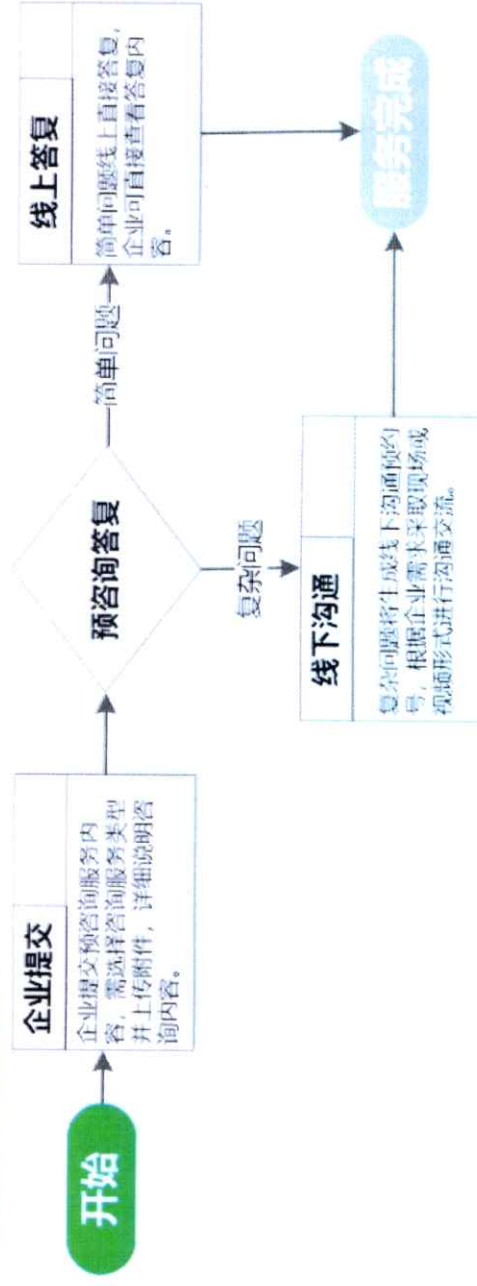 开始
企业提交
企业提交预咨询服务内
容，需选择咨询服务类型
并上传附件，详细说明咨
询内容。
预咨询答复
简单问题
线上答复
简单问题线上直接答复，
企业可直接查看答复内
容。
复杂问题
线下沟通
复杂问题将生成线下沟通预约
号，根据企业需求采取现场或
视频形式进行沟通交流。
服务完成